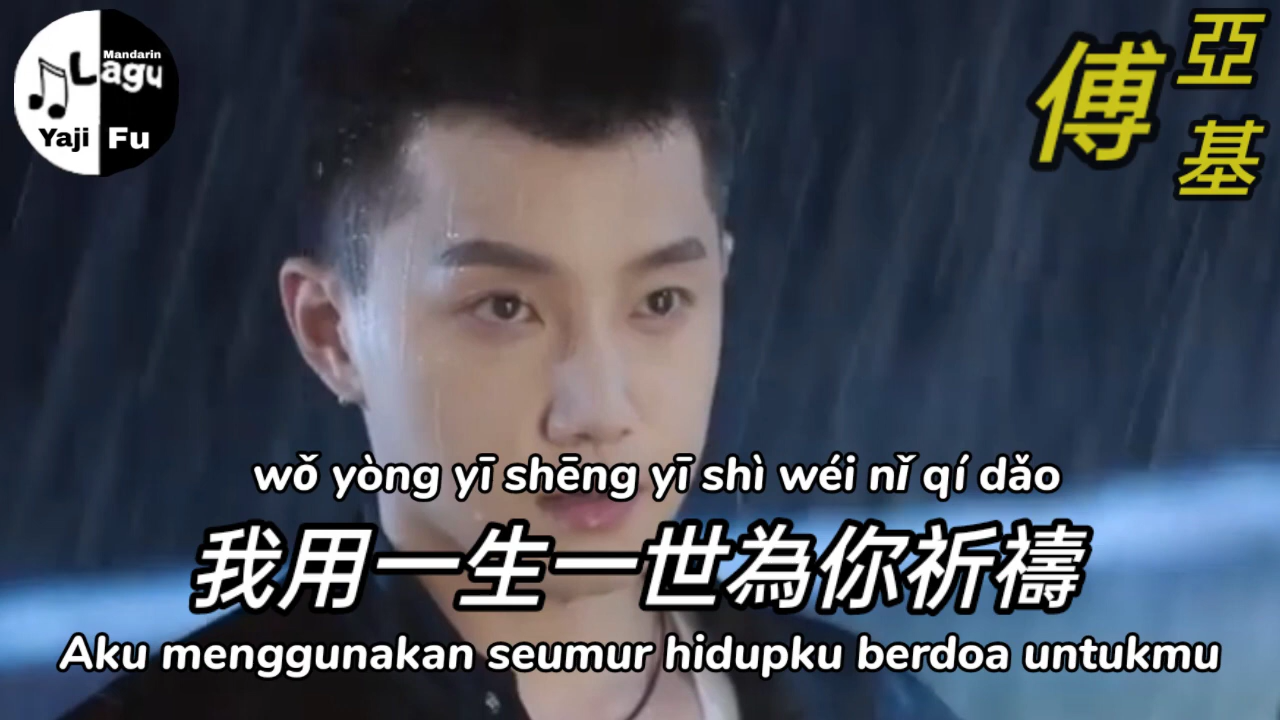 Mandarin
Lagu
Yaji Fu
傅亞基
wǒ yòng yī shēng yī shì wéi nǐ qí dǎo
我用一生一世為你祈禱
Aku menggunakan seumur hidupku berdoa untukmu